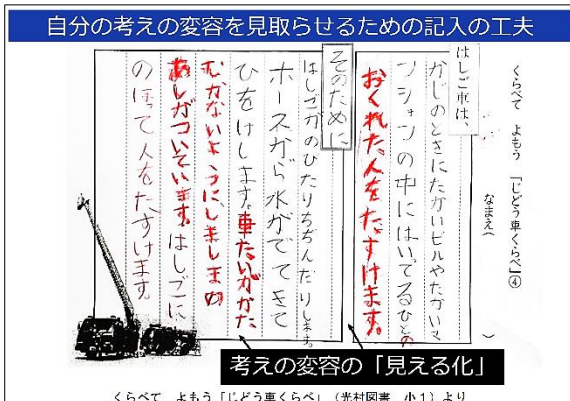 自分の考えの変容を見取らせるための記入の工夫
くらべて よもう 「じどう車くらべ」④
なまえ( )
はしご車は、
かじのときにたかいビルやたかいマ
ンションの中にはいてるひとの
おくれた人をたすけます。
そのために
はしごがのびたりちぢんだりします。
ホースから水がでてきて
ひをけします。車たいがかた
むかないようにしましまの
あしがついています。はしごに
のぼて人をたすけます。
考えの変容の「見える化」
くらべて よもう「じどう車くらべ」(光村図書 小1)より